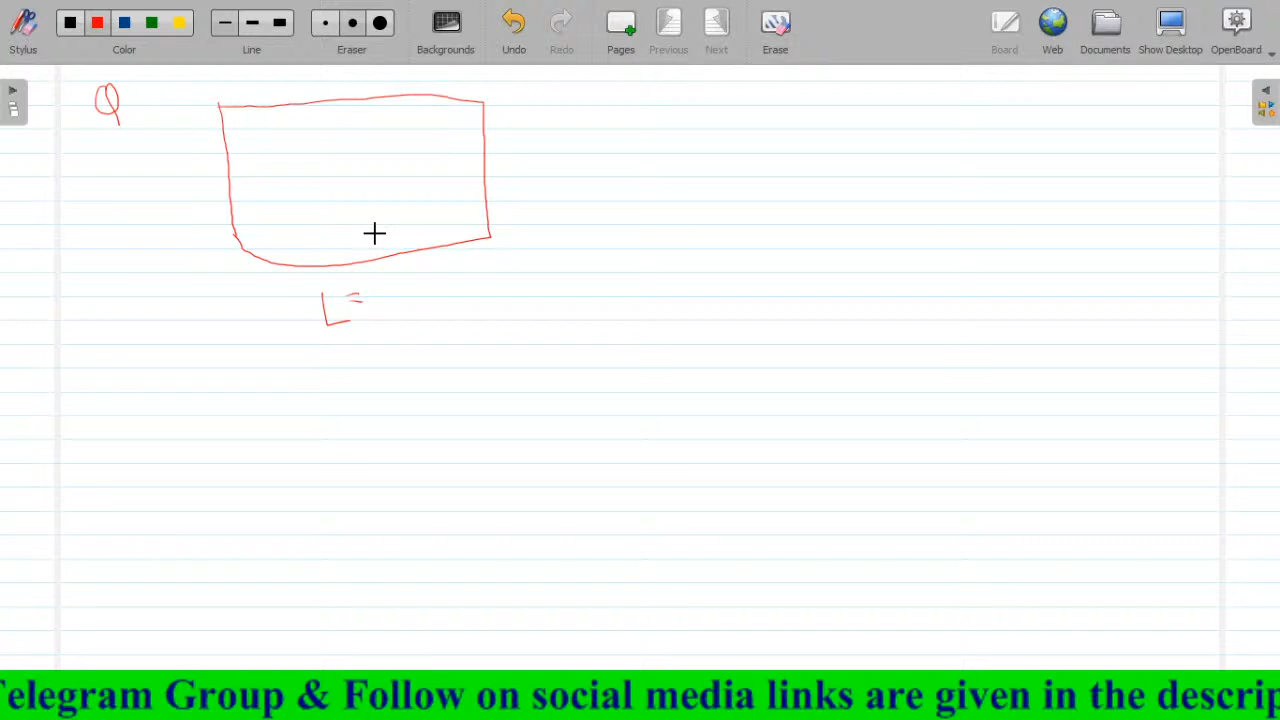 Stylus Color Line Eraser Backgrounds Undo Redo Pages Previous Next Erase Board Web Documents Show Desktop OpenBoard
Q
L =
Telegram Group & Follow on social media links are given in the descrip